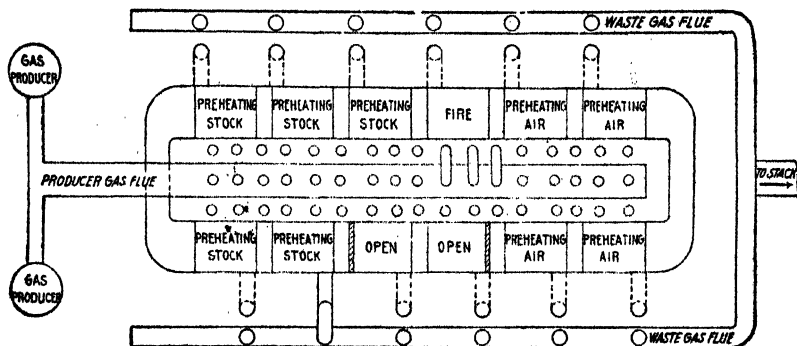 WASTE GAS FLUE
GAS
PRODUCER
PREHEATING
STOCK
PREHEATING
STOCK
PREHEATING
STOCK
FIRE
PREHEATING
AIR
PREHEATING
AIR
PRODUCER GAS FLUE
TO STACK
PREHEATING
STOCK
PREHEATING
STOCK
OPEN
OPEN
PREHEATING
AIR
PREHEATING
AIR
GAS
PRODUCER
WASTE GAS FLUE